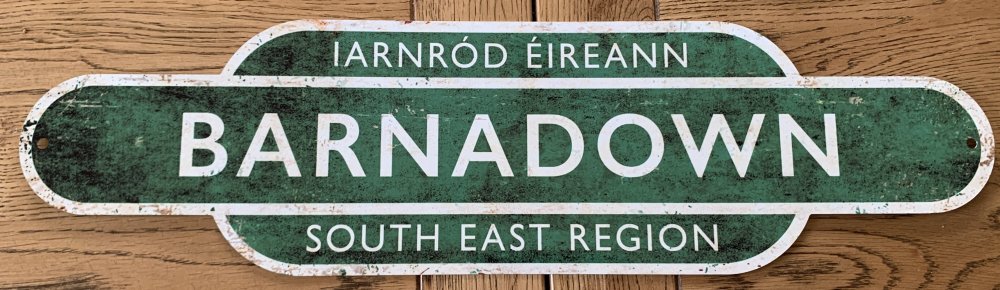 IARNRÓD ÉIREANN
BARNADOWN
SOUTH EAST REGION